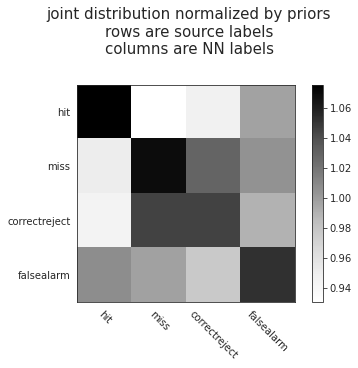 joint distribution normalized by priors
rows are source labels
columns are NN labels
hit
miss
correctreject
falsealarm
hit
miss
correctreject
falsealarm
1.06
1.04
1.02
1.00
0.98
0.96
0.94